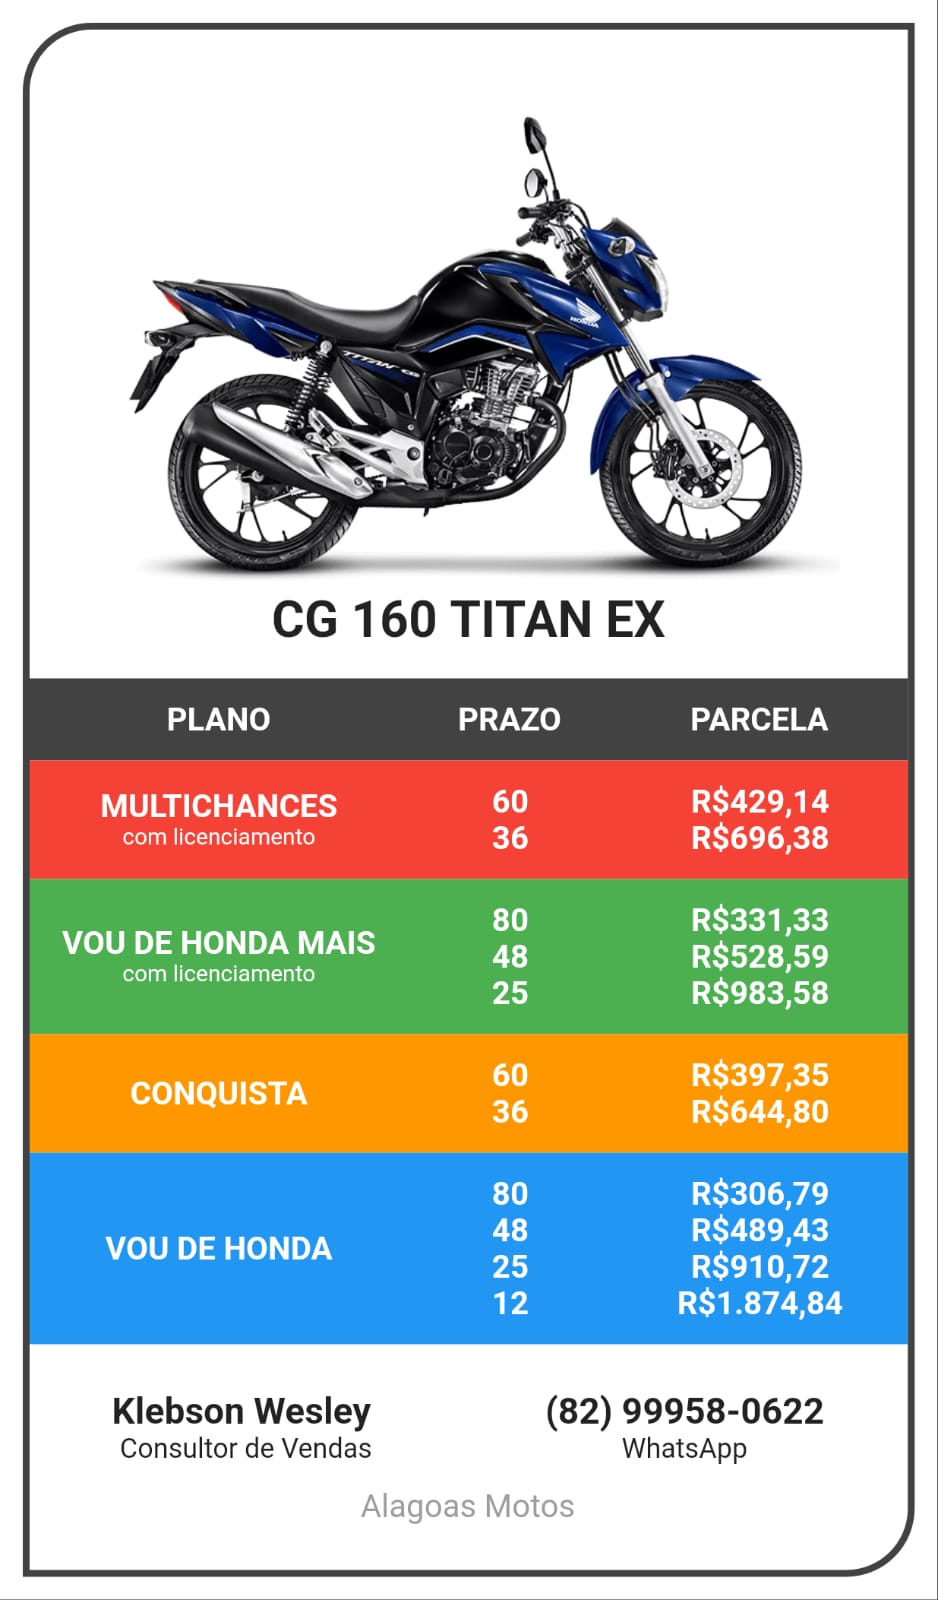 HONDA
TITAN
CG 160 TITAN EX
PLANO PRAZO PARCELA
MULTICHANCES
com licenciamento
60 R$429,14
36 R$696,38
VOU DE HONDA MAIS
com licenciamento
80 R$331,33
48 R$528,59
25 R$983,58
CONQUISTA
60 R$397,35
36 R$644,80
VOU DE HONDA
80 R$306,79
48 R$489,43
25 R$910,72
12 R$1.874,84
Klebson Wesley (82) 99958-0622
Consultor de Vendas WhatsApp
Alagoas Motos